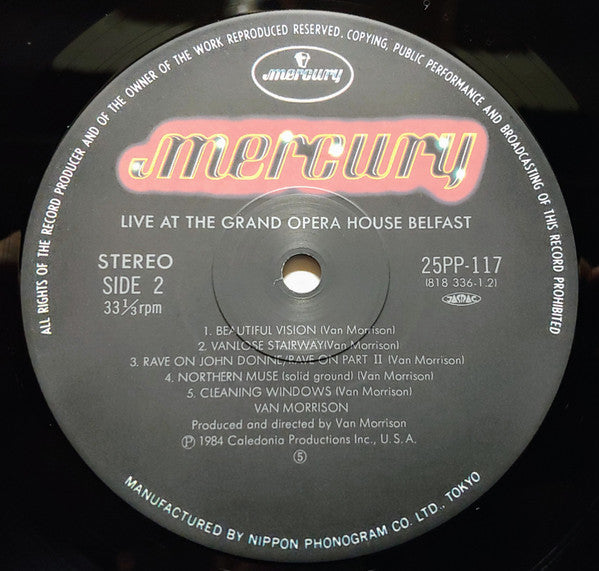 ALL RIGHTS OF THE RECORD PRODUCER AND OF THE OWNER OF THE WORK REPRODUCED RESERVED. COPYING, PUBLIC PERFORMANCE AND BROADCASTING OF THIS RECORD PROHIBITED
mercury
mercury
LIVE AT THE GRAND OPERA HOUSE BELFAST
STEREO
SIDE 2
33 1/3 rpm
25PP-117
(818 336-1.2)
JASRAC
1. BEAUTIFUL VISION (Van Morrison)
2. VANLOSE STAIRWAY(Van Morrison)
3. RAVE ON JOHN DONNE/RAVE ON PART II (Van Morrison)
4. NORTHERN MUSE (solid ground) (Van Morrison)
5. CLEANING WINDOWS (Van Morrison)
VAN MORRISON
Produced and directed by Van Morrison
Ⓟ 1984 Caledonia Productions Inc., U.S.A.
⑤
MANUFACTURED BY NIPPON PHONOGRAM CO. LTD., TOKYO